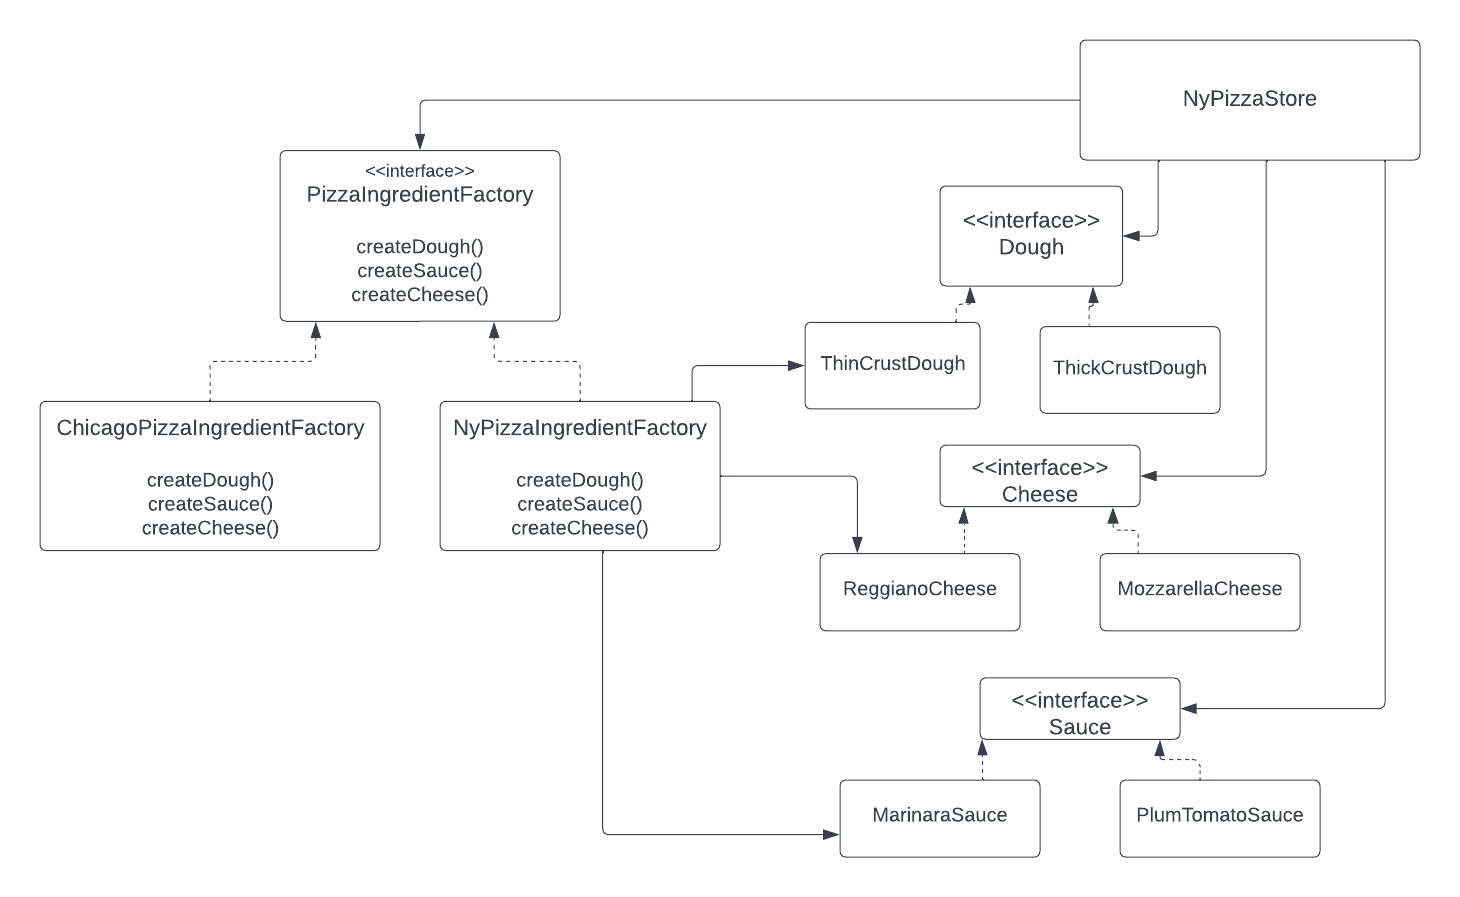 NyPizzaStore
<<interface>>
PizzaIngredientFactory
createDough()
createSauce()
createCheese()
<<interface>>
Dough
ThinCrustDough
ThickCrustDough
ChicagoPizzaIngredientFactory
createDough()
createSauce()
createCheese()
NyPizzaIngredientFactory
createDough()
createSauce()
createCheese()
<<interface>>
Cheese
ReggianoCheese
MozzarellaCheese
<<interface>>
Sauce
MarinaraSauce
PlumTomatoSauce